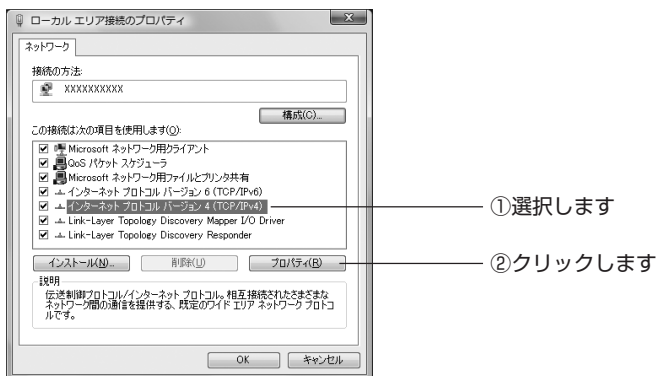 ローカル エリア接続のプロパティ
ネットワーク
接続の方法:
XXXXXXXXXX
構成(C)...
この接続は次の項目を使用します(O):
Microsoft ネットワーク用クライアント
QoS パケット スケジューラ
Microsoft ネットワーク用ファイルとプリンタ共有
インターネット プロトコル バージョン 6 (TCP/IPv6)
インターネット プロトコル バージョン 4 (TCP/IPv4)
①選択します
Link-Layer Topology Discovery Mapper I/O Driver
Link-Layer Topology Discovery Responder
インストール(N)...
削除(U)
プロパティ(R)
②クリックします
説明
伝送制御プロトコル/インターネット プロトコル。相互接続されたさまざまな
ネットワーク間の通信を提供する、既定のワイド エリア ネットワーク プロトコ
ルです。
OK
キャンセル